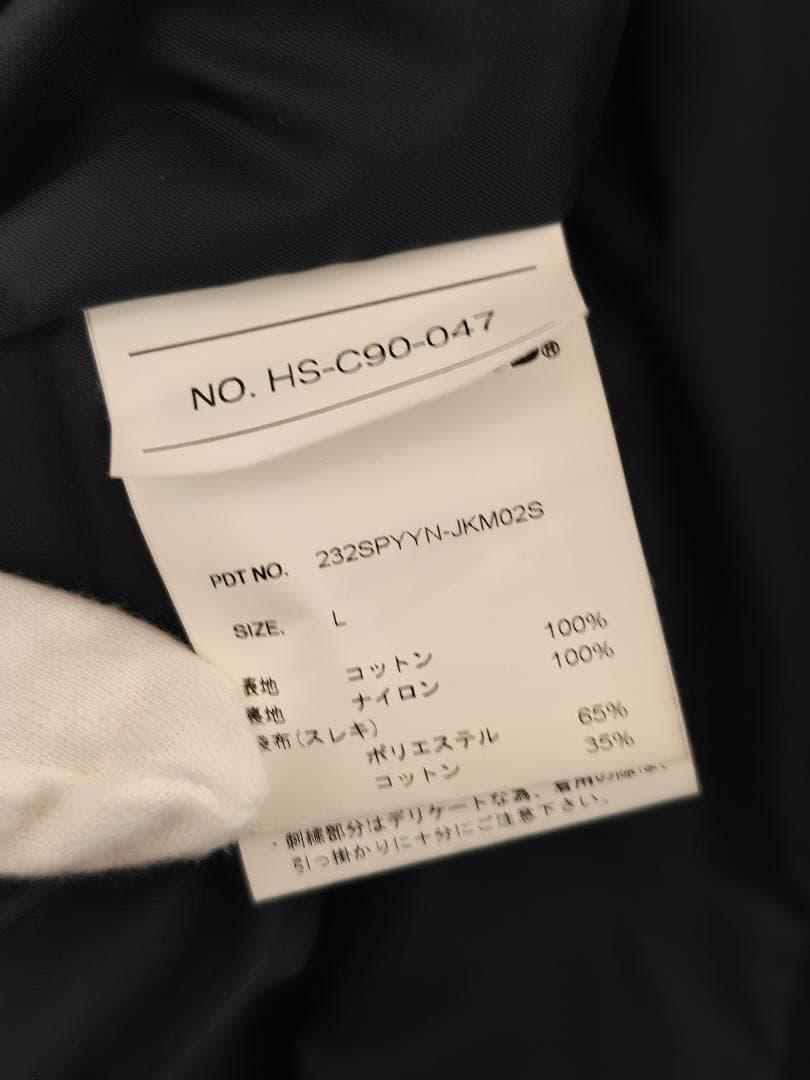 NO. HS-C90-047
®
PDT NO. 232SPYYN-JKM02S
SIZE. L
表地 コットン 100%
裏地 ナイロン 100%
袋布(スレキ)
ポリエステル 65%
コットン 35%
・刺繍部分はデリケートな為、着用の際は、
引っ掛かりに十分にご注意下さい。